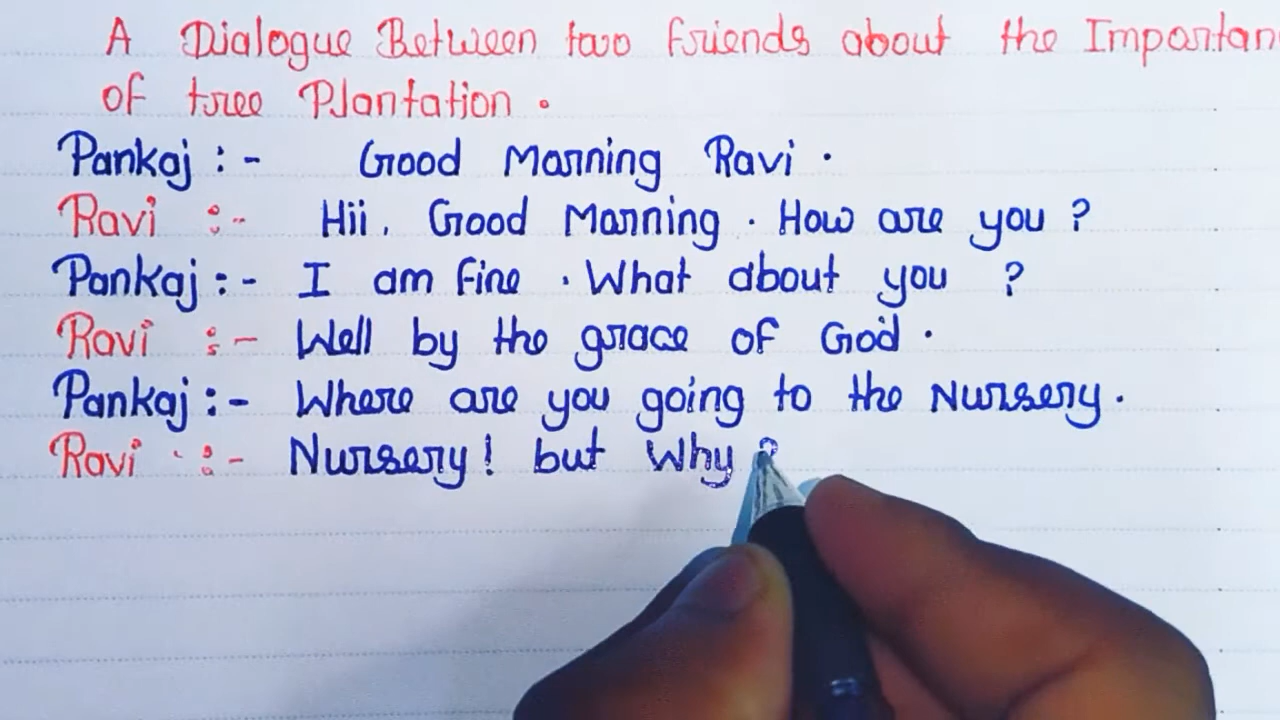 A Dialogue Between two friends about the Importan
of tree Plantation .
Pankaj :- Good Morning Ravi .
Ravi :- Hii . Good Morning . How are you ?
Pankaj :- I am fine . What about you ?
Ravi :- Well by the grace of God .
Pankaj :- Where are you going to the Nursery .
Ravi :- Nursery ! but Why ?